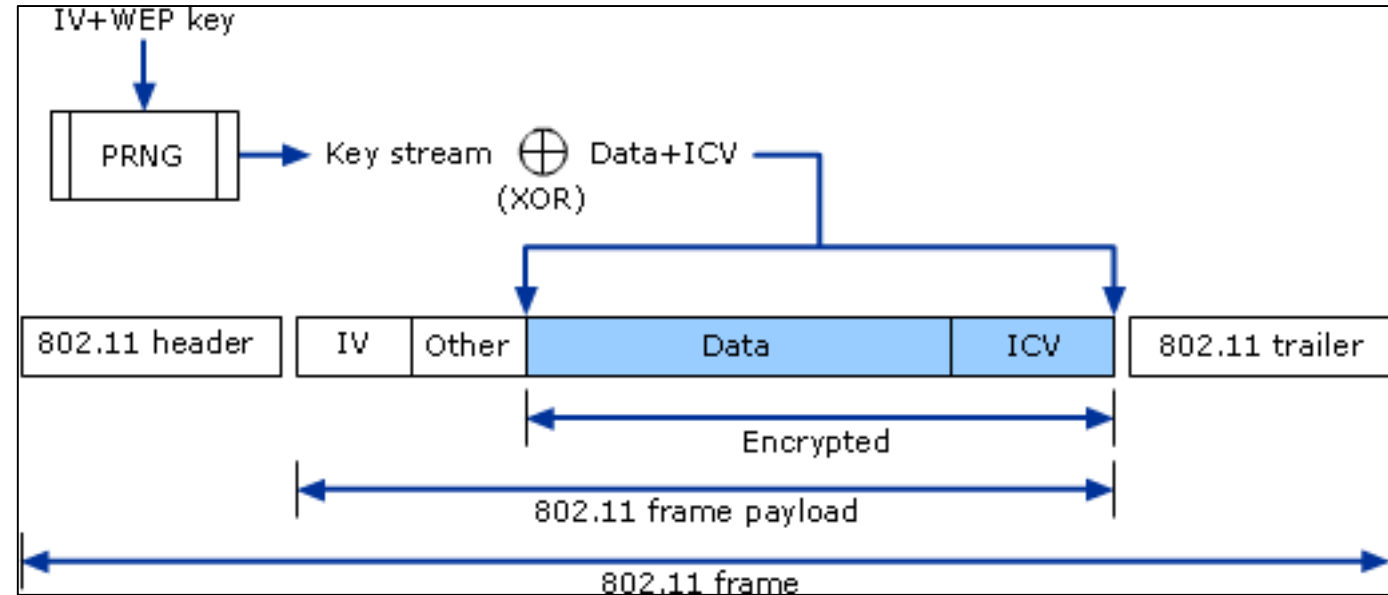 IV+WEP key
PRNG
Key stream
Data+ICV
(XOR)
802.11 header
IV
Other
Data
ICV
802.11 trailer
Encrypted
802.11 frame payload
802.11 frame